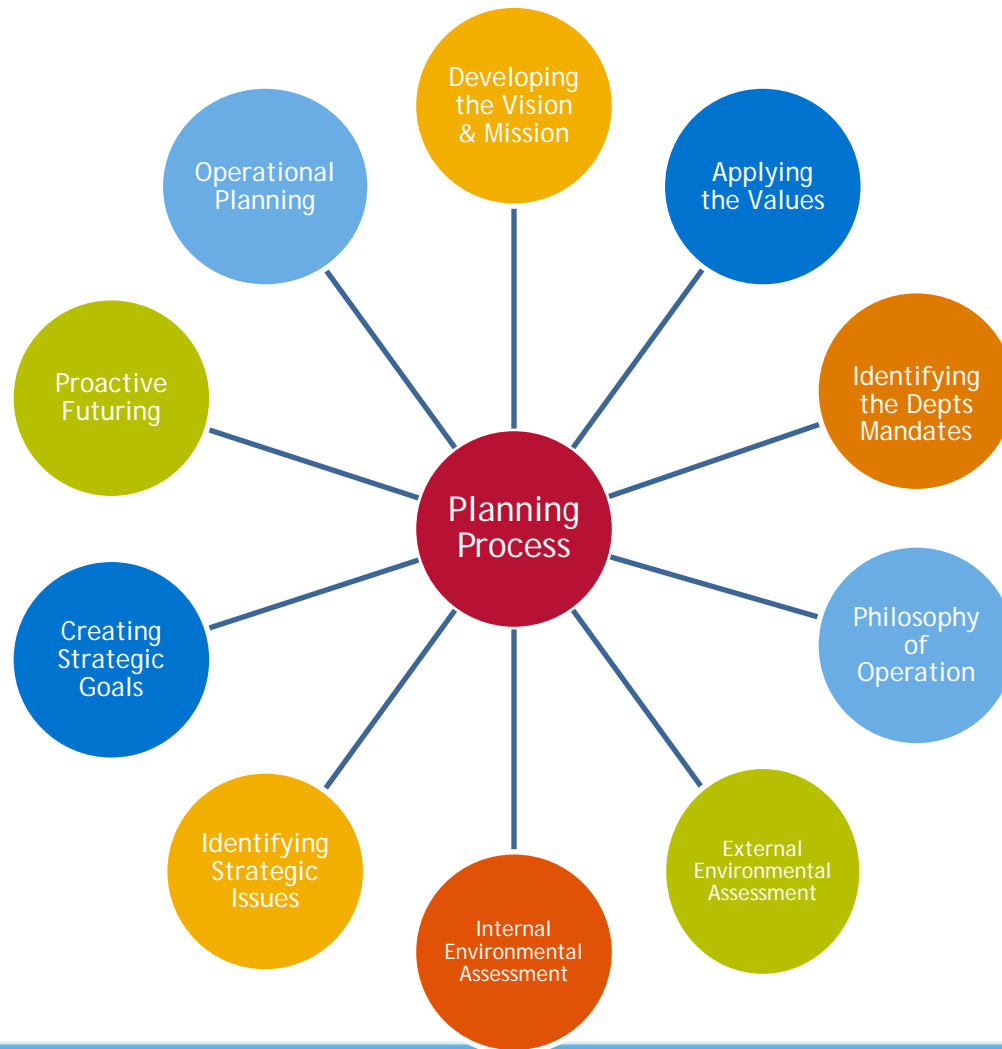 Developing
the Vision
& Mission
Applying
the Values
Identifying
the Depts
Mandates
Philosophy
of
Operation
External
Environmental
Assessment
Internal
Environmental
Assessment
Identifying
Strategic
Issues
Creating
Strategic
Goals
Proactive
Futuring
Operational
Planning
Planning
Process